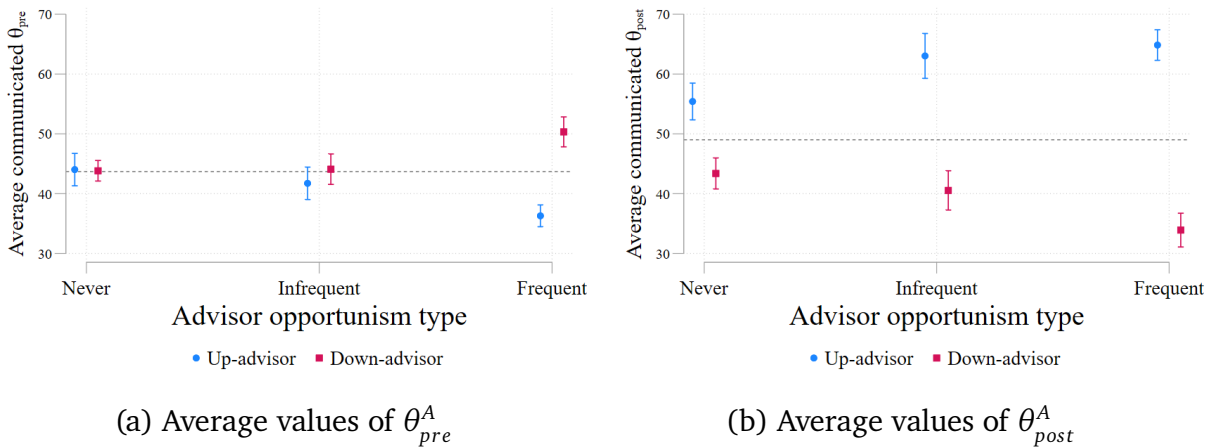 Average communicated θpre
70
60
50
40
30
Never Infrequent Frequent
Advisor opportunism type
Up-advisor Down-advisor
(a) Average values of θ^A_pre
Average communicated θpost
70
60
50
40
30
Never Infrequent Frequent
Advisor opportunism type
Up-advisor Down-advisor
(b) Average values of θ^A_post